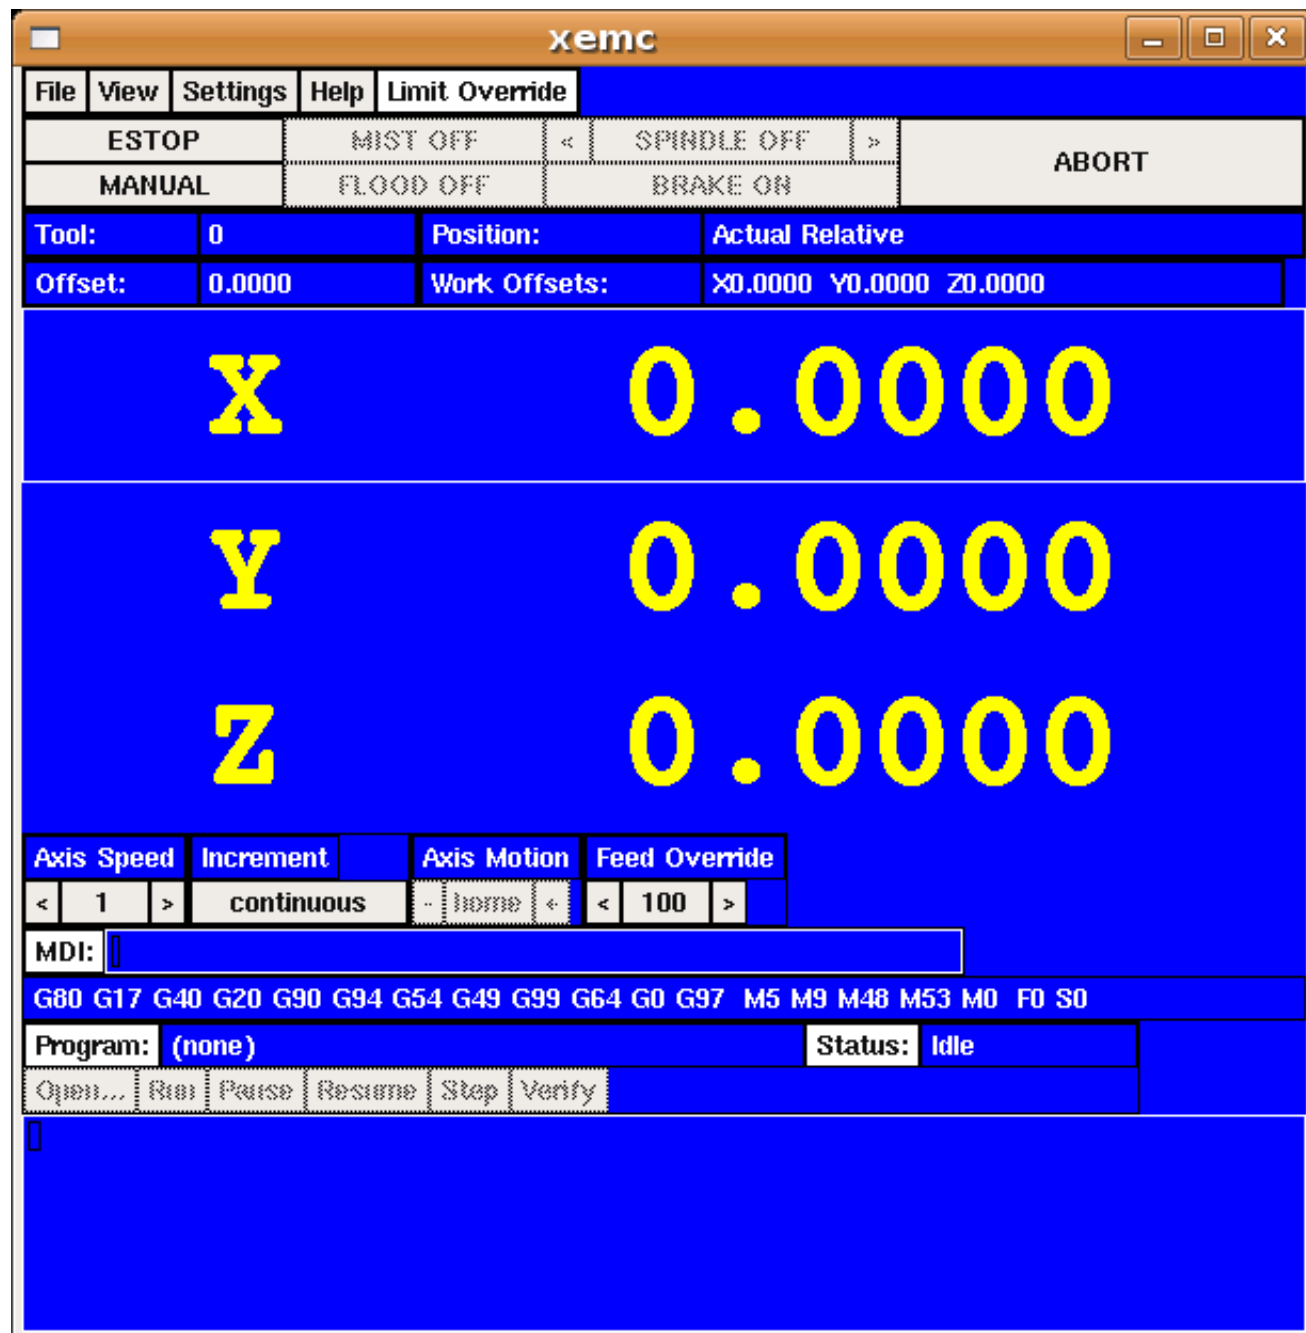 xemc
File View Settings Help Limit Override
ESTOP MIST OFF < SPINDLE OFF > ABORT
MANUAL FLOOD OFF BRAKE ON
Tool: 0 Position: Actual Relative
Offset: 0.0000 Work Offsets: X0.0000 Y0.0000 Z0.0000
X 0.0000
Y 0.0000
Z 0.0000
Axis Speed Increment Axis Motion Feed Override
< 1 > continuous - home + < 100 >
MDI:
G80 G17 G40 G20 G90 G94 G54 G49 G99 G64 G0 G97 M5 M9 M48 M53 M0 F0 S0
Program: (none) Status: Idle
Open... Run Pause Resume Step Verify